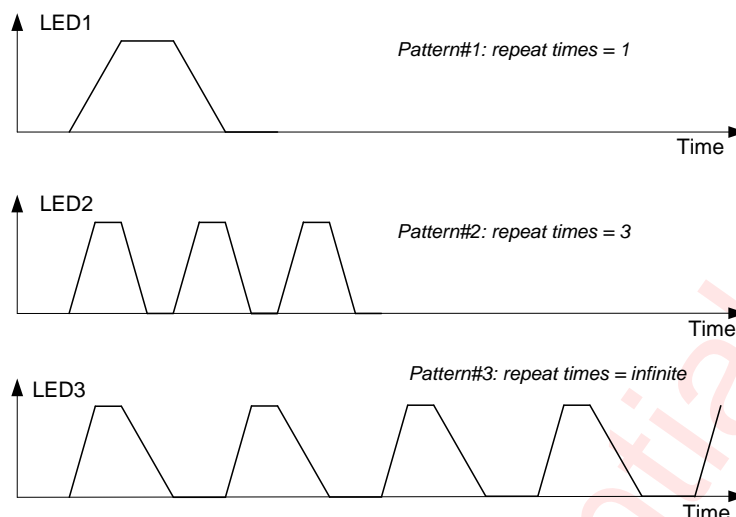 LED1
Pattern#1: repeat times = 1
Time
LED2
Pattern#2: repeat times = 3
Time
Pattern#3: repeat times = infinite
LED3
Time